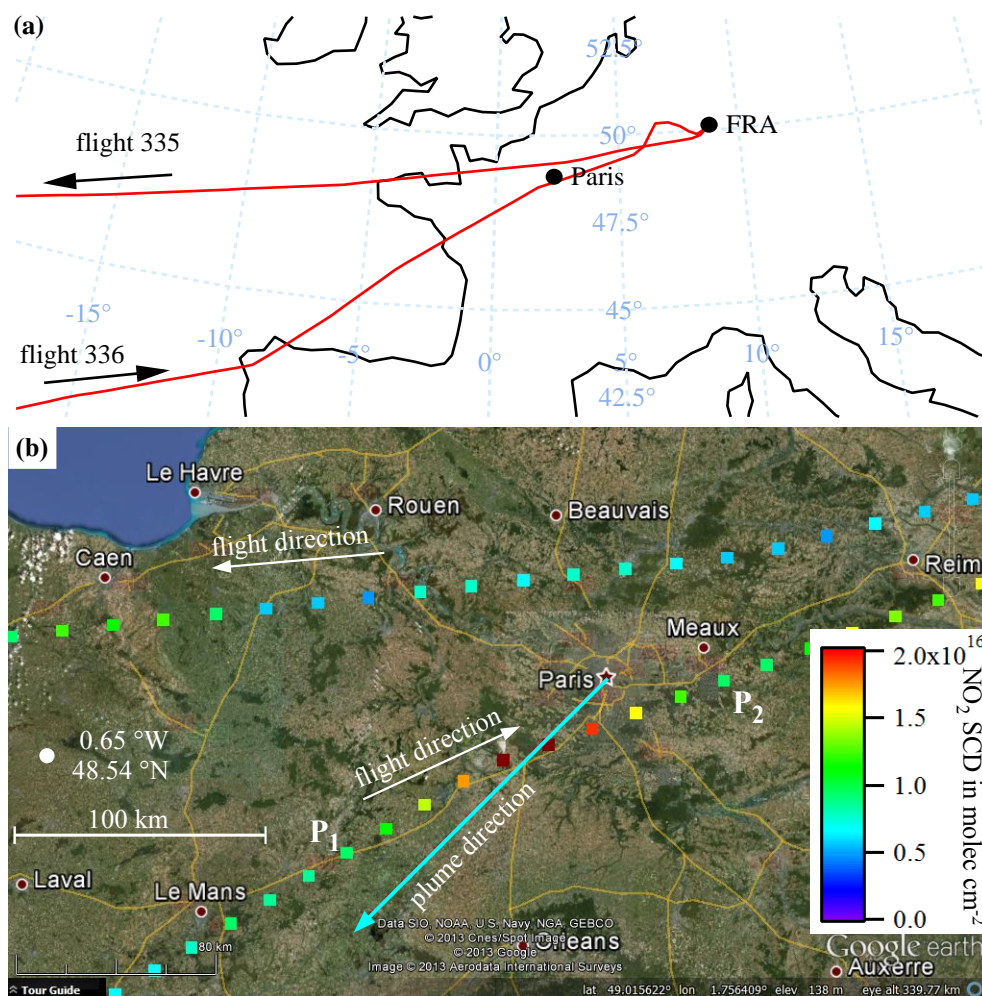 (a)
52.5°
flight 335
50°
FRA
Paris
47.5°
-15°
45°
-10°
flight 336
-5°
0°
5°
10°
15°
42.5°
(b)
Le Havre
Rouen
Beauvais
flight direction
Caen
Reim
Meaux
Paris
P2
2.0x10^16
1.5
1.0
0.5
0.0
NO2 SCD in molec cm^-2
0.65 °W
48.54 °N
flight direction
100 km
P1
plume direction
Laval
Le Mans
Data SIO, NOAA, U.S. Navy, NGA, GEBCO
© 2013 Cnes/Spot Image
© 2013 Google
Orleans
Image © 2013 Aerodata International Surveys
80 km
Google earth
Auxerre
Tour Guide
lat 49.015622° lon 1.756409° elev 138 m eye alt 339.77 km